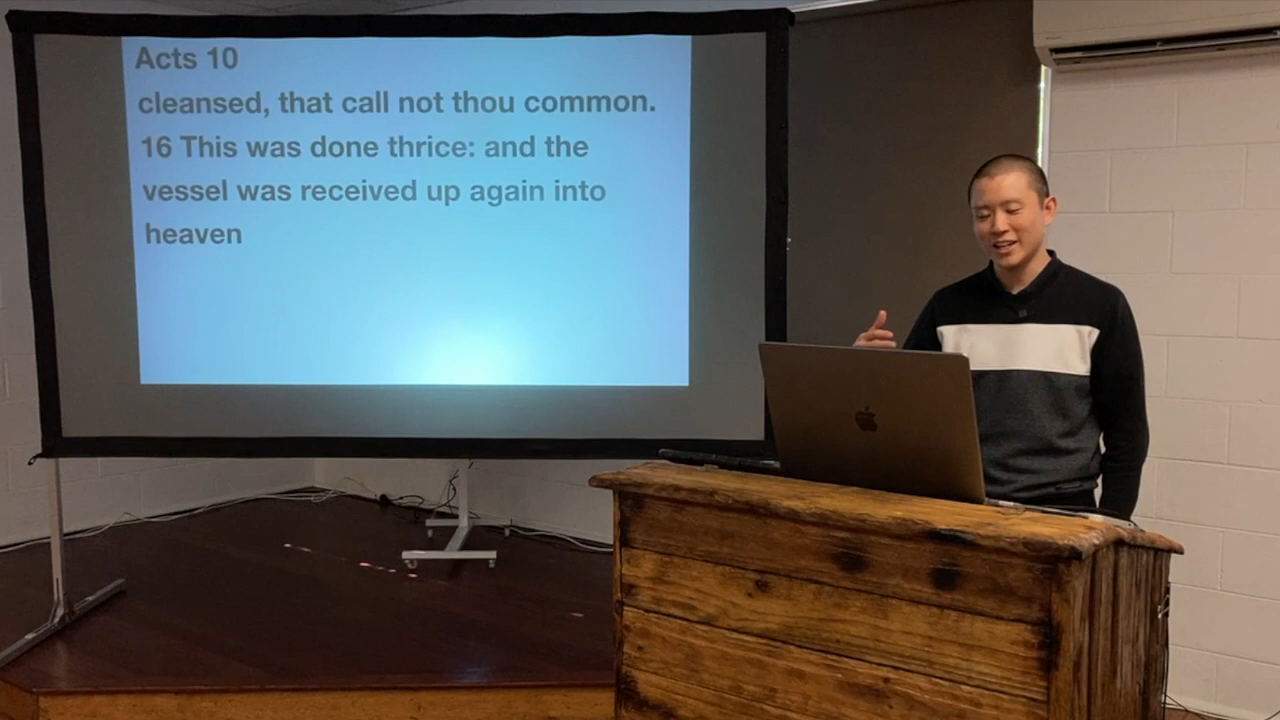 Acts 10
cleansed, that call not thou common.
16 This was done thrice: and the
vessel was received up again into
heaven